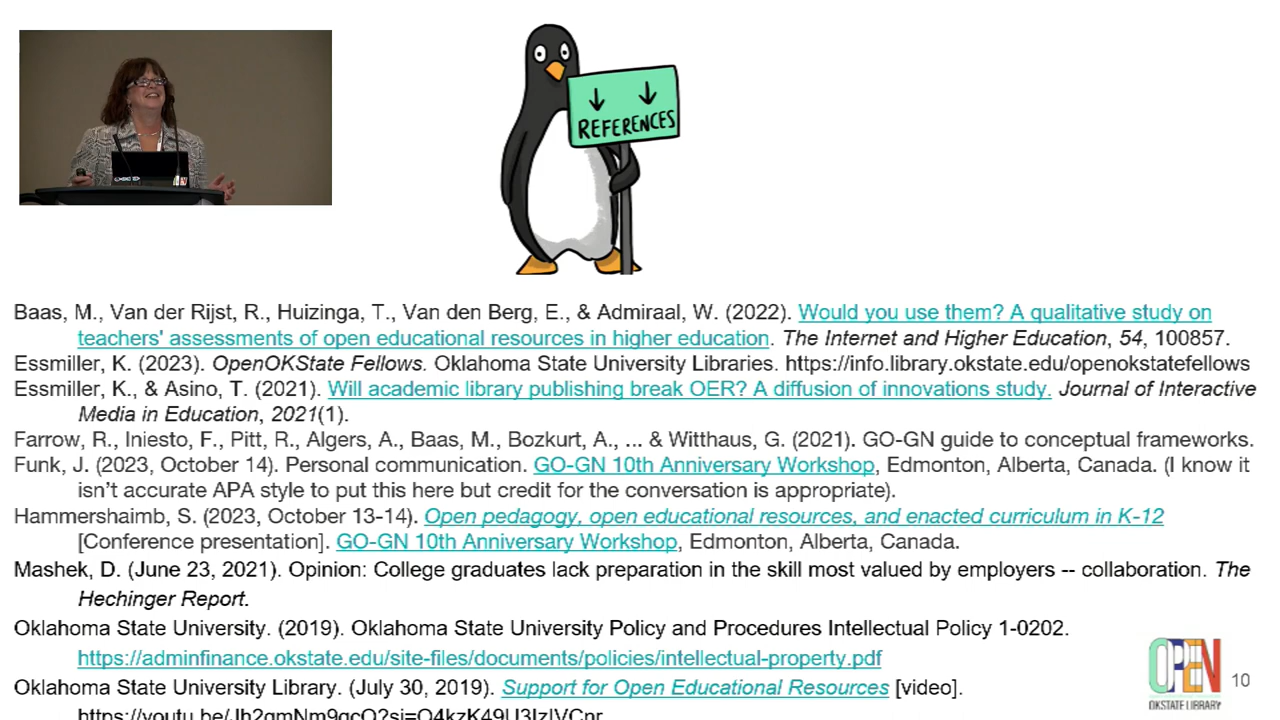 REFERENCES
Baas, M., Van der Rijst, R., Huizinga, T., Van den Berg, E., & Admiraal, W. (2022). Would you use them? A qualitative study on
teachers' assessments of open educational resources in higher education. The Internet and Higher Education, 54, 100857.
Essmiller, K. (2023). OpenOKState Fellows. Oklahoma State University Libraries. https://info.library.okstate.edu/openokstatefellows
Essmiller, K., & Asino, T. (2021). Will academic library publishing break OER? A diffusion of innovations study. Journal of Interactive
Media in Education, 2021(1).
Farrow, R., Iniesto, F., Pitt, R., Algers, A., Baas, M., Bozkurt, A., ... & Witthaus, G. (2021). GO-GN guide to conceptual frameworks.
Funk, J. (2023, October 14). Personal communication. GO-GN 10th Anniversary Workshop, Edmonton, Alberta, Canada. (I know it
isn't accurate APA style to put this here but credit for the conversation is appropriate).
Hammershaimb, S. (2023, October 13-14). Open pedagogy, open educational resources, and enacted curriculum in K-12
[Conference presentation]. GO-GN 10th Anniversary Workshop, Edmonton, Alberta, Canada.
Mashek, D. (June 23, 2021). Opinion: College graduates lack preparation in the skill most valued by employers -- collaboration. The
Hechinger Report.
Oklahoma State University. (2019). Oklahoma State University Policy and Procedures Intellectual Policy 1-0202.
https://adminfinance.okstate.edu/site-files/documents/policies/intellectual-property.pdf
Oklahoma State University Library. (July 30, 2019). Support for Open Educational Resources [video].
OPEN
OKSTATE LIBRARY
10